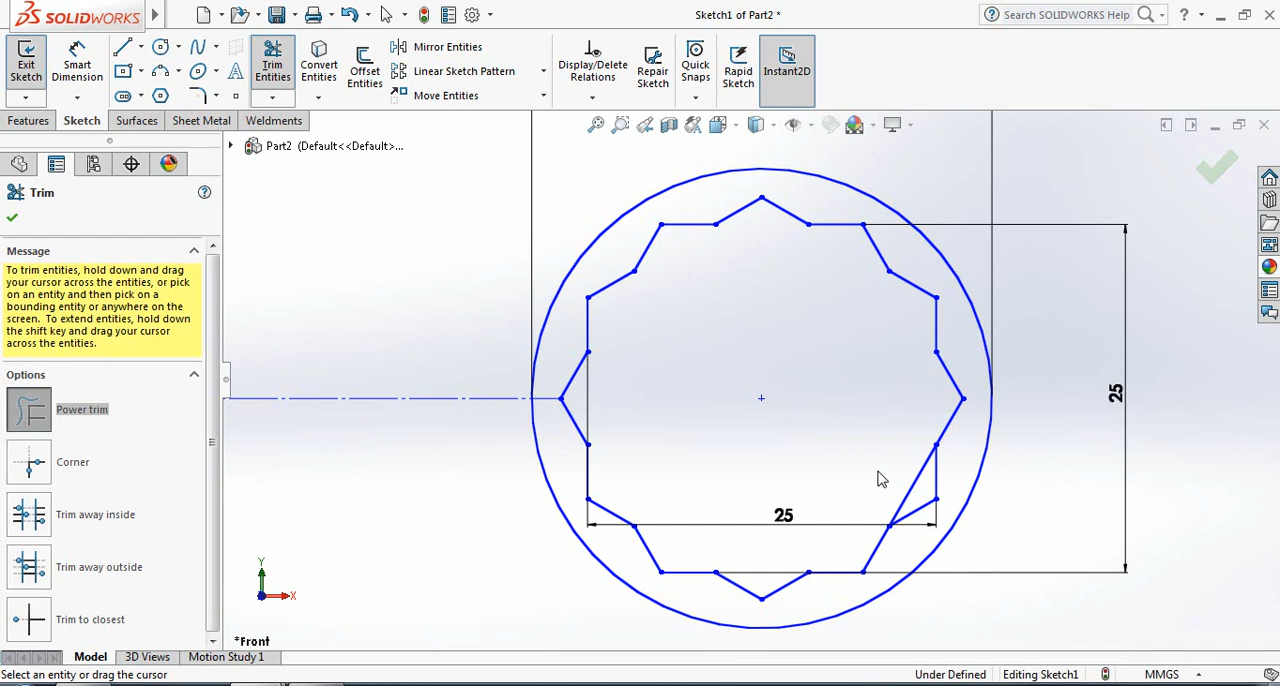 SOLIDWORKS
Sketch1 of Part2 *
Search SOLIDWORKS Help
?
Exit Sketch
Smart Dimension
Trim Entities
Convert Entities
Offset Entities
Mirror Entities
Linear Sketch Pattern
Move Entities
Display/Delete Relations
Repair Sketch
Quick Snaps
Rapid Sketch
Instant2D
Features
Sketch
Surfaces
Sheet Metal
Weldments
Part2 (Default<<Default>...
Trim
?
Message
To trim entities, hold down and drag
your cursor across the entities, or pick
on an entity and then pick on a
bounding entity or anywhere on the
screen. To extend entities, hold down
the shift key and drag your cursor
across the entities.
Options
Power trim
Corner
Trim away inside
Trim away outside
Trim to closest
25
25
Y
X
*Front
Model
3D Views
Motion Study 1
Select an entity or drag the cursor
Under Defined
Editing Sketch1
MMGS